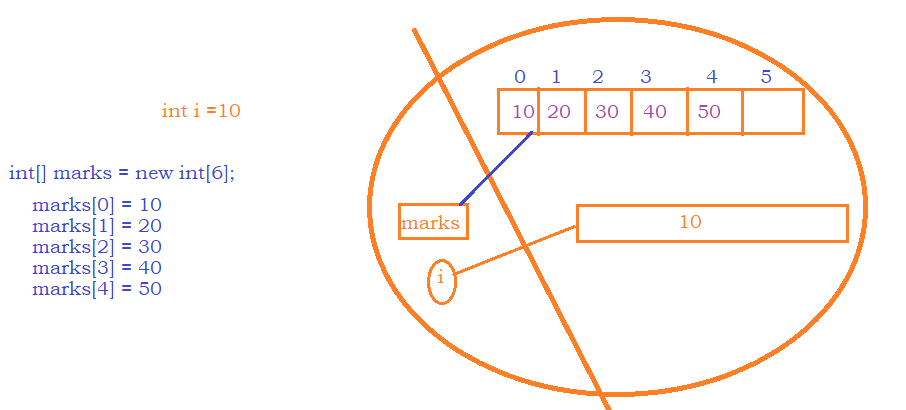 int i =10
int[] marks = new int[6];
marks[0] = 10
marks[1] = 20
marks[2] = 30
marks[3] = 40
marks[4] = 50
0 1 2 3 4 5
10 20 30 40 50
marks
10
i